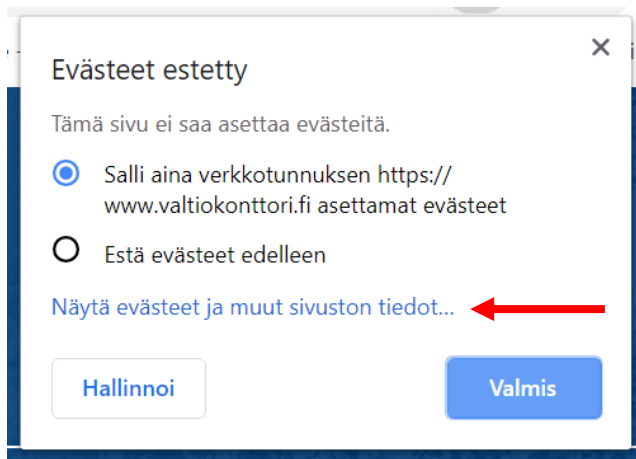 Evästeet estetty
Tämä sivu ei saa asettaa evästeitä.
Salli aina verkkotunnuksen https://
www.valtiokonttori.fi asettamat evästeet
Estä evästeet edelleen
Näytä evästeet ja muut sivuston tiedot...
Hallinnoi
Valmis